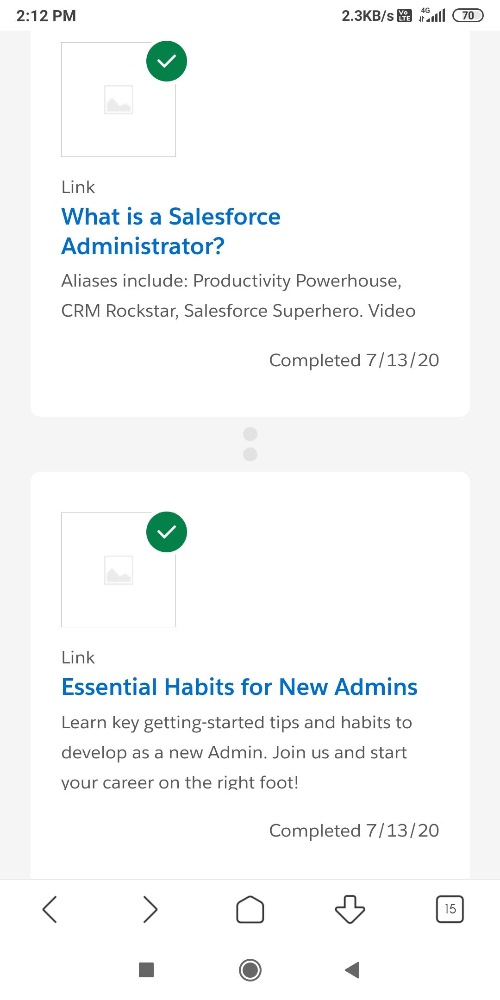 2:12 PM
2.3KB/s Vo LTE 4G 70
Link
What is a Salesforce
Administrator?
Aliases include: Productivity Powerhouse,
CRM Rockstar, Salesforce Superhero. Video
Completed 7/13/20
Link
Essential Habits for New Admins
Learn key getting-started tips and habits to
develop as a new Admin. Join us and start
your career on the right foot!
Completed 7/13/20
15